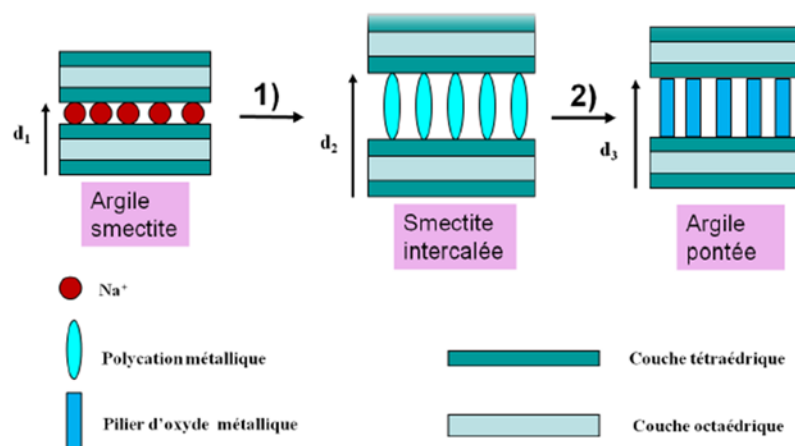 1)
2)
d₁
d₂
d₃
Argile
smectite
Smectite
intercalée
Argile
pontée
Na⁺
Polycation métallique
Pilier d'oxyde métallique
Couche tétraédrique
Couche octaédrique